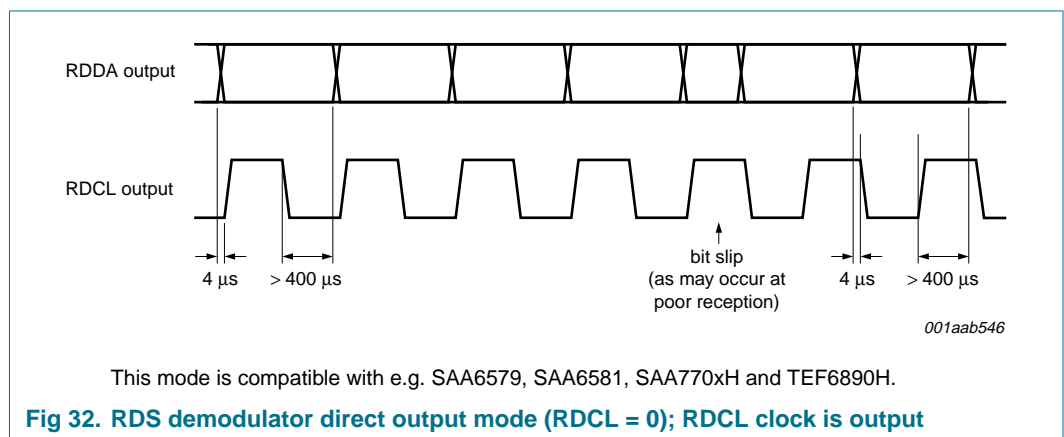 RDDA output
RDCL output
4 μs
> 400 μs
bit slip
(as may occur at
poor reception)
4 μs
> 400 μs
001aab546
This mode is compatible with e.g. SAA6579, SAA6581, SAA770xH and TEF6890H.
Fig 32. RDS demodulator direct output mode (RDCL = 0); RDCL clock is output